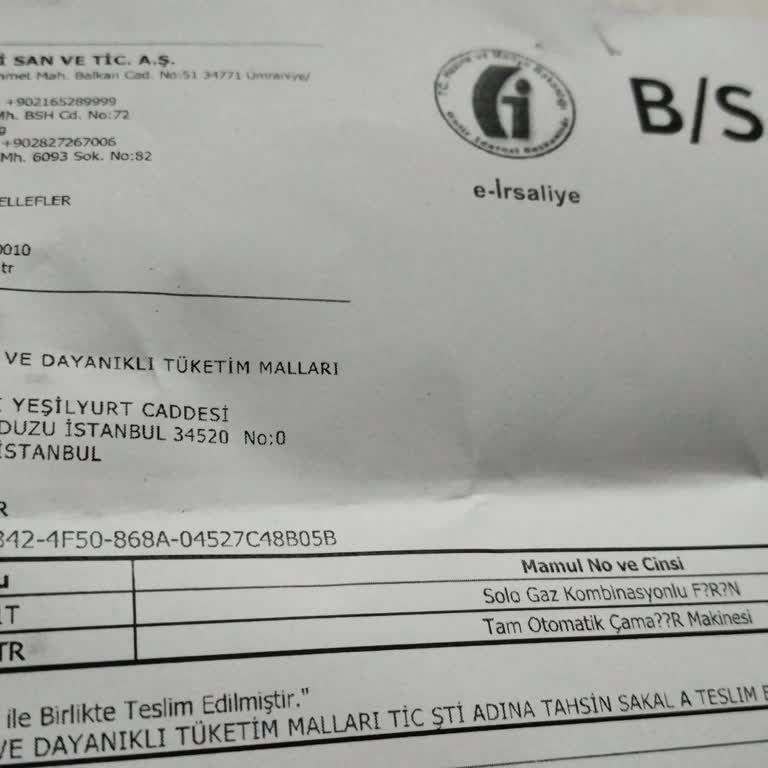 İ SAN VE TİC. A.Ş.
Mah. Balkan Cad. No:51 34771 Ümraniye/
+902165289999
Mh. BSH Cd. No:72
+902827267006
Mh. 6093 Sok. No:82
ELLEFLER
0010
tr
VE DAYANIKLI TÜKETİM MALLARI
YEŞİLYURT CADDESİ
DUZU İSTANBUL 34520 No:0
İSTANBUL
R
342-4F50-868A-04527C48B05B
e-İrsaliye
B/S
Mamul No ve Cinsi
Solo Gaz Kombinasyonlu F?R?N
Tam Otomatik Çama??R Makinesi
TR
ile Birlikte Teslim Edilmiştir."
VE DAYANIKLI TÜKETİM MALLARI TİC ŞTİ ADINA TAHSİN SAKAL A TESLİM E